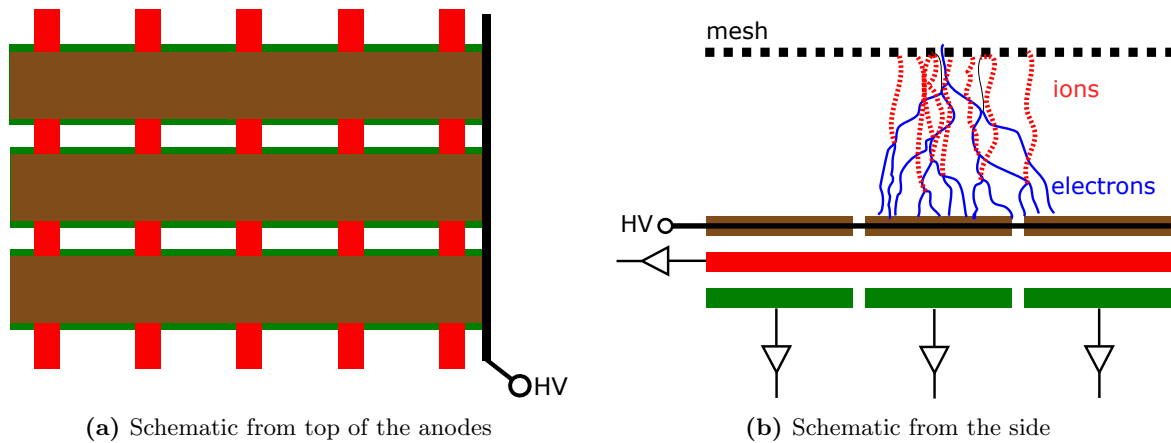 mesh
ions
electrons
HV
HV
(a) Schematic from top of the anodes
(b) Schematic from the side